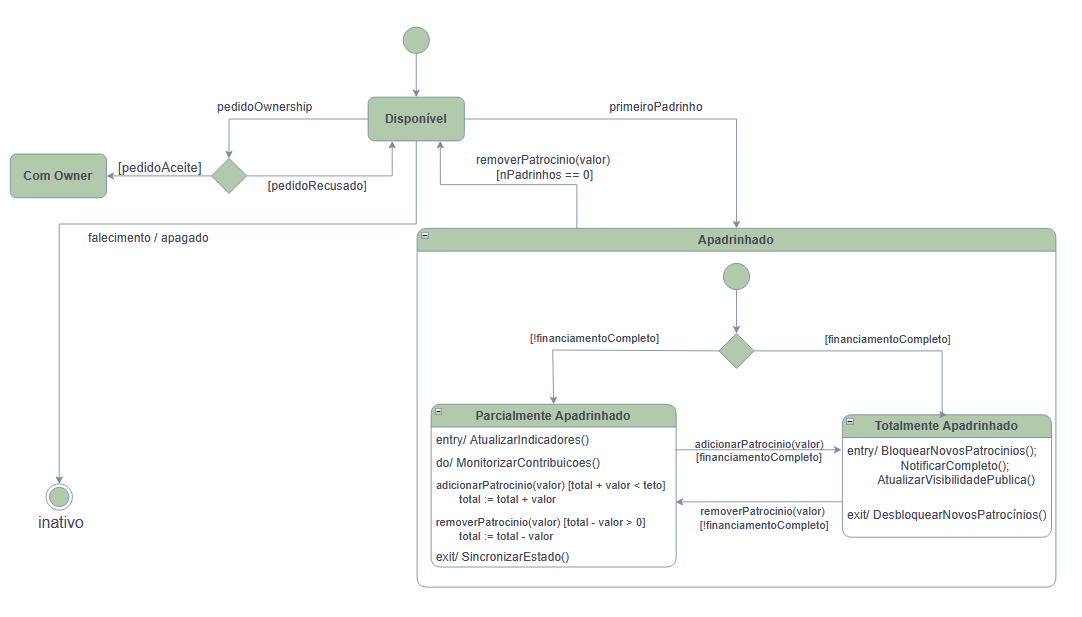 pedidoOwnership
Disponível
primeiroPadrinho
[pedidoAceite]
Com Owner
[pedidoRecusado]
removerPatrocinio(valor)
[nPadrinhos == 0]
falecimento / apagado
Apadrinhado
[!financiamentoCompleto]
[financiamentoCompleto]
Parcialmente Apadrinhado
entry/ AtualizarIndicadores()
do/ MonitorizarContribuicoes()
adicionarPatrocinio(valor) [total + valor < teto]
total := total + valor
removerPatrocinio(valor) [total - valor > 0]
total := total - valor
exit/ SincronizarEstado()
adicionarPatrocinio(valor)
[financiamentoCompleto]
removerPatrocinio(valor)
[!financiamentoCompleto]
Totalmente Apadrinhado
entry/ BloquearNovosPatrocinios();
NotificarCompleto();
AtualizarVisibilidadePublica()
exit/ DesbloquearNovosPatrocínios()
inativo